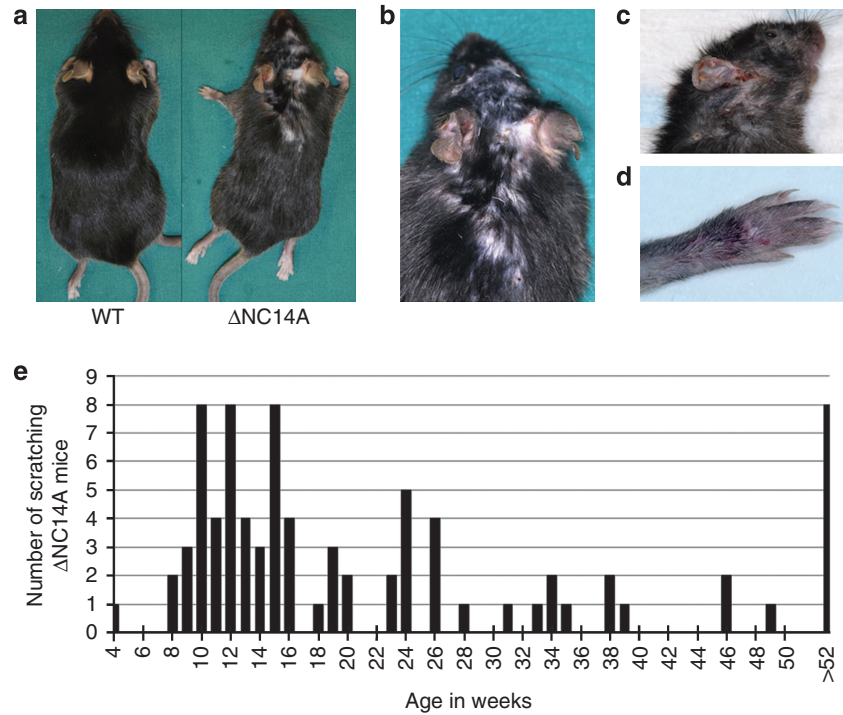 a
b
c
d
WT
ΔNC14A
e
Number of scratching
ΔNC14A mice
9
8
7
6
5
4
3
2
1
0
4 6 8 10 12 14 16 18 20 22 24 26 28 30 32 34 36 38 40 42 44 46 48 50 >52
Age in weeks